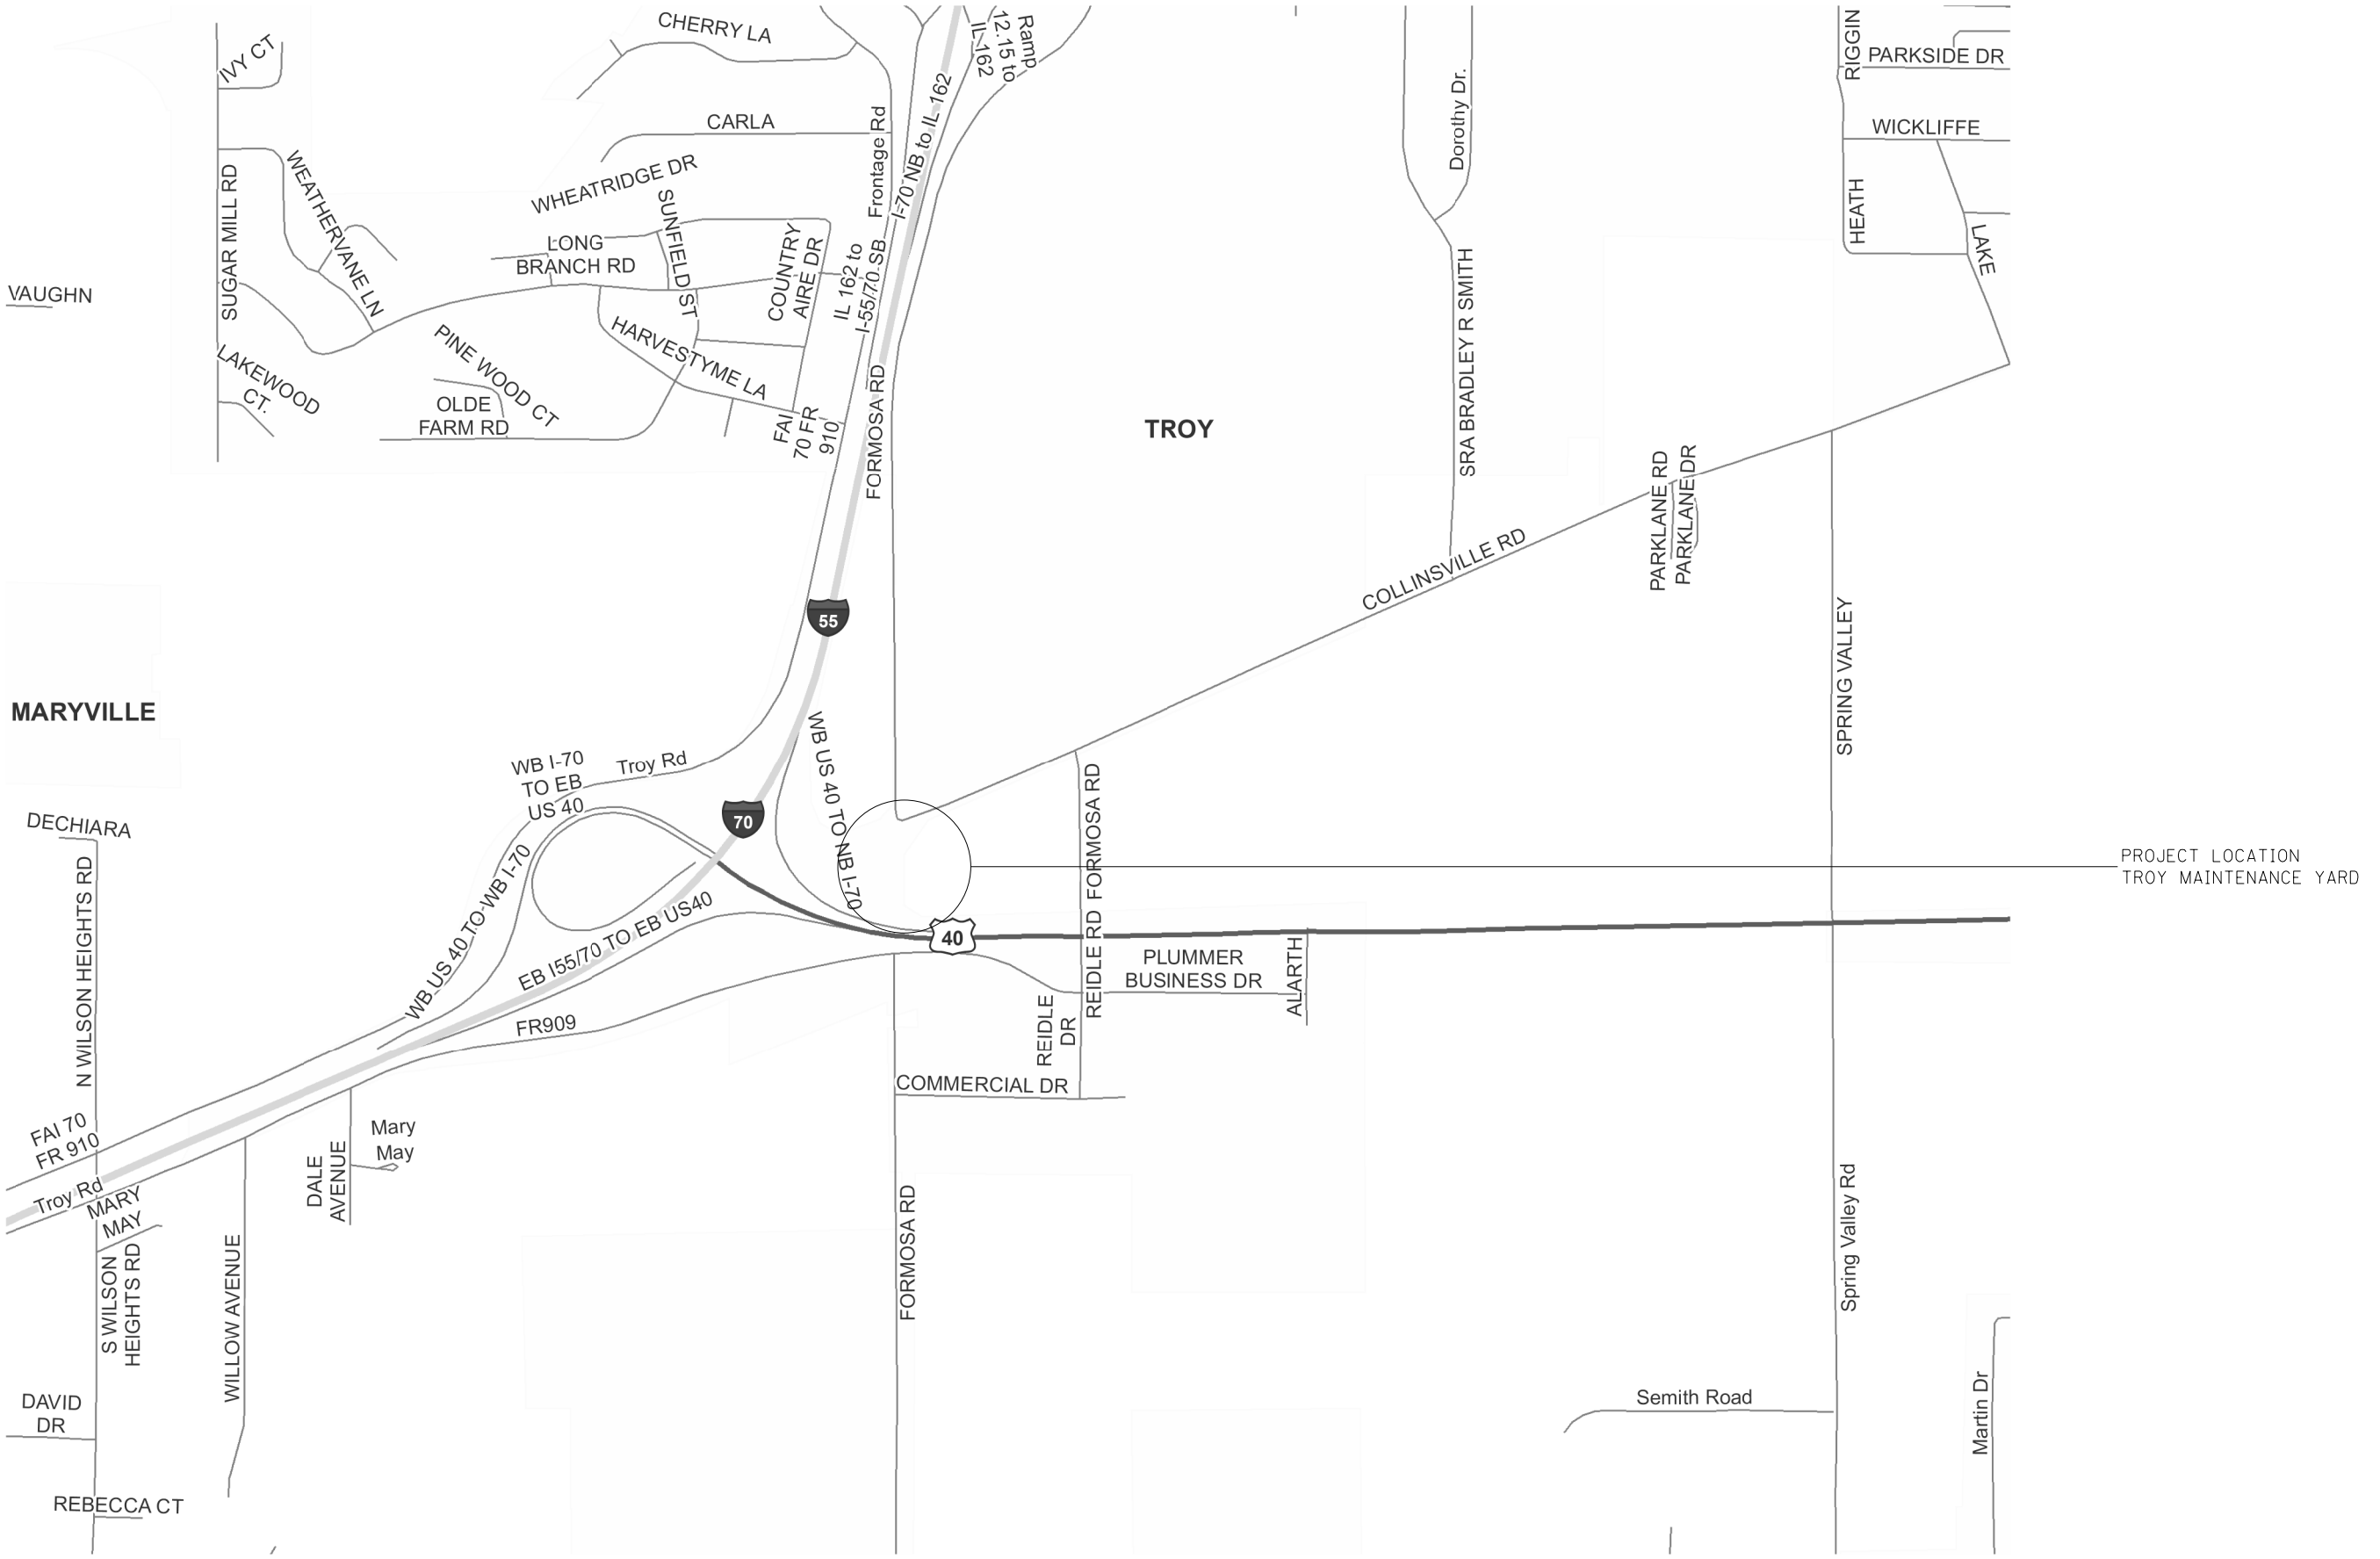 CHERRY LA
IVY CT
IL 162
12.15 to
Ramp
RIGGIN
PARKSIDE DR
Dorothy Dr.
CARLA
Frontage Rd
I-70 NB to IL 162
WICKLIFFE
WHEATRIDGE DR
WEATHERVANE LN
SUGAR MILL RD
SUNFIELD ST
HEATH
LONG
BRANCH RD
COUNTRY
AIRE DR
IL 162 to
I-55/70 SB
LAKE
VAUGHN
SRA BRADLEY R SMITH
HARVESTYME LA
PINE WOOD CT
LAKEWOOD
CT.
OLDE
FARM RD
FAI
70 FR
910
FORMOSA RD
TROY
PARKLANE RD
PARKLANE DR
COLLINSVILLE RD
55
SPRING VALLEY
MARYVILLE
WB I-70
TO EB
US 40
Troy Rd
WB US 40 TO NB I-70
70
DECHIARA
N WILSON HEIGHTS RD
WB US 40 TO WB I-70
REIDLE RD FORMOSA RD
PROJECT LOCATION
TROY MAINTENANCE YARD
EB I55/70 TO EB US40
40
PLUMMER
BUSINESS DR
ALARTH
FR909
REIDLE
DR
COMMERCIAL DR
FAI 70
FR 910
Mary
May
DALE
AVENUE
Troy Rd
MARY
MAY
S WILSON
HEIGHTS RD
WILLOW AVENUE
FORMOSA RD
Spring Valley Rd
DAVID
DR
Semith Road
Martin Dr
REBECCA CT